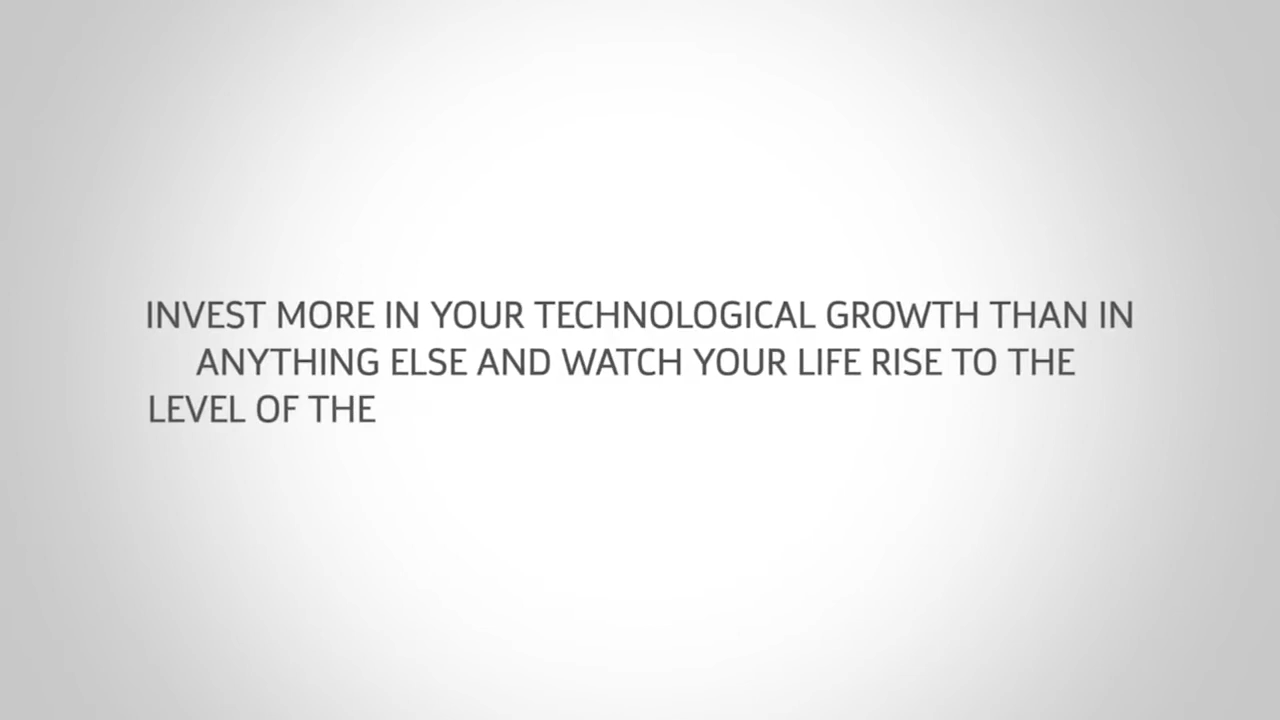 INVEST MORE IN YOUR TECHNOLOGICAL GROWTH THAN IN
ANYTHING ELSE AND WATCH YOUR LIFE RISE TO THE
LEVEL OF THE